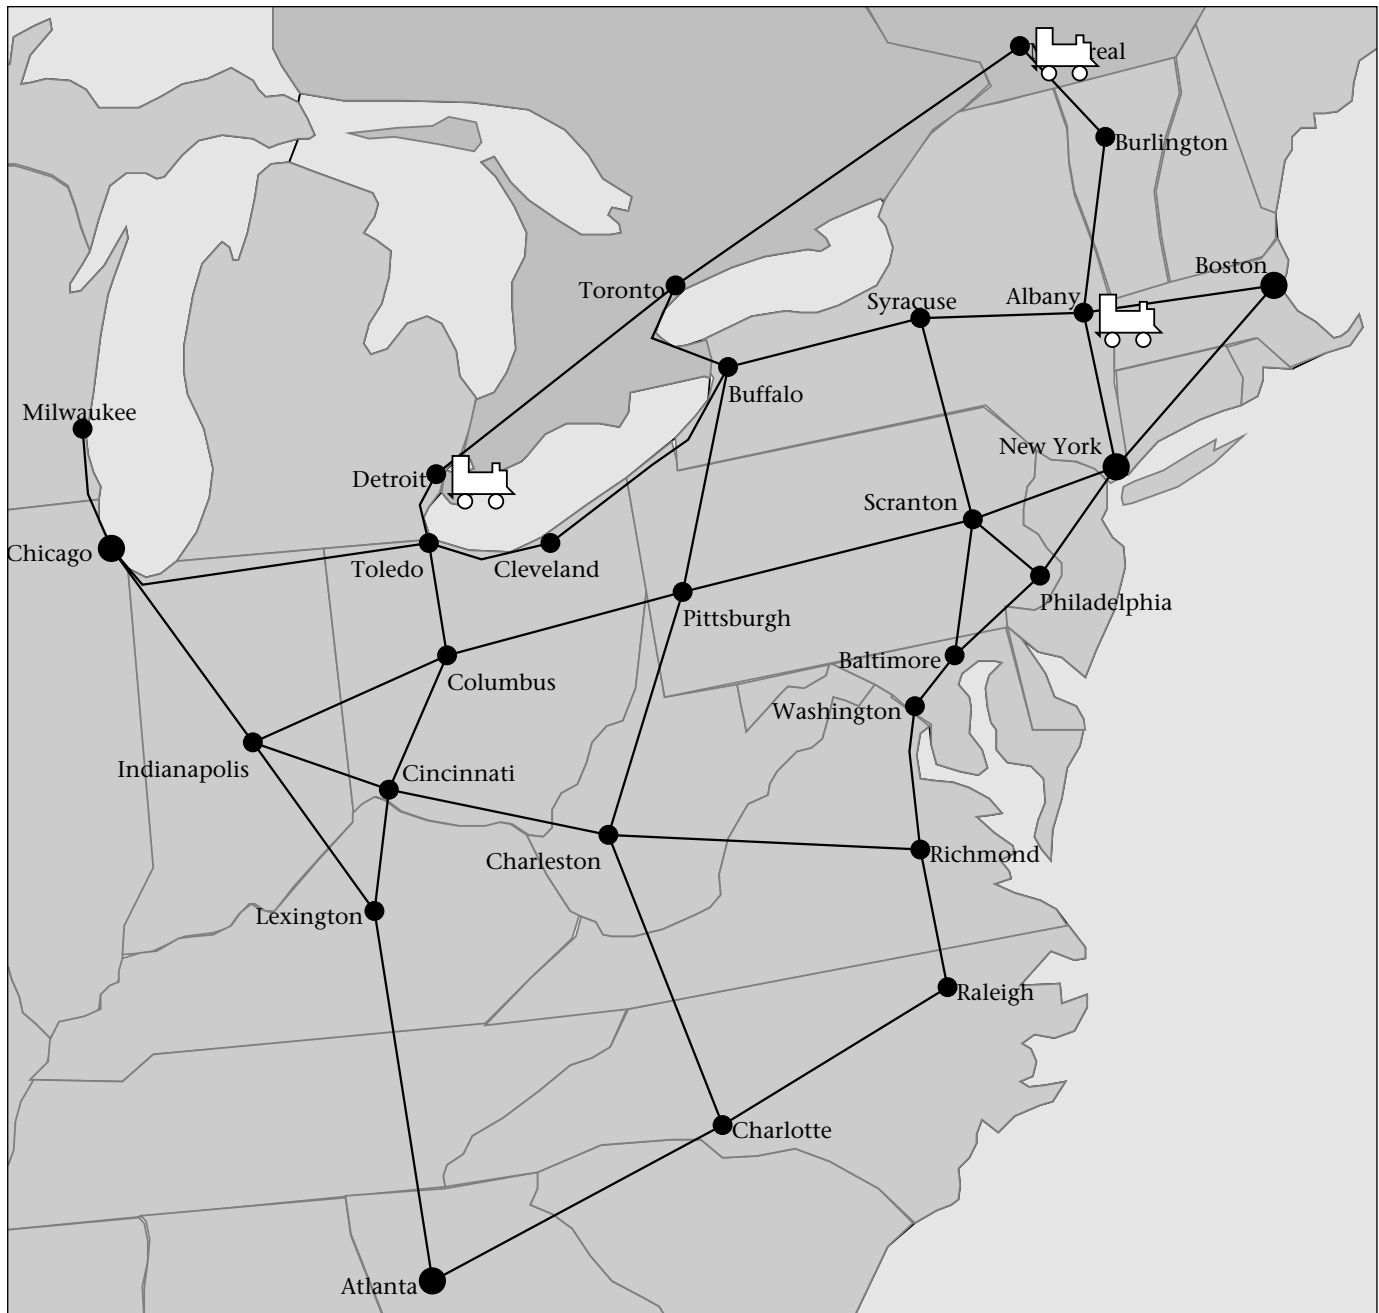 Burlington
Boston
Toronto
Syracuse
Albany
Buffalo
Milwaukee
New York
Detroit
Scranton
Chicago
Toledo
Cleveland
Philadelphia
Pittsburgh
Baltimore
Columbus
Washington
Indianapolis
Cincinnati
Richmond
Charleston
Lexington
Raleigh
Charlotte
Atlanta